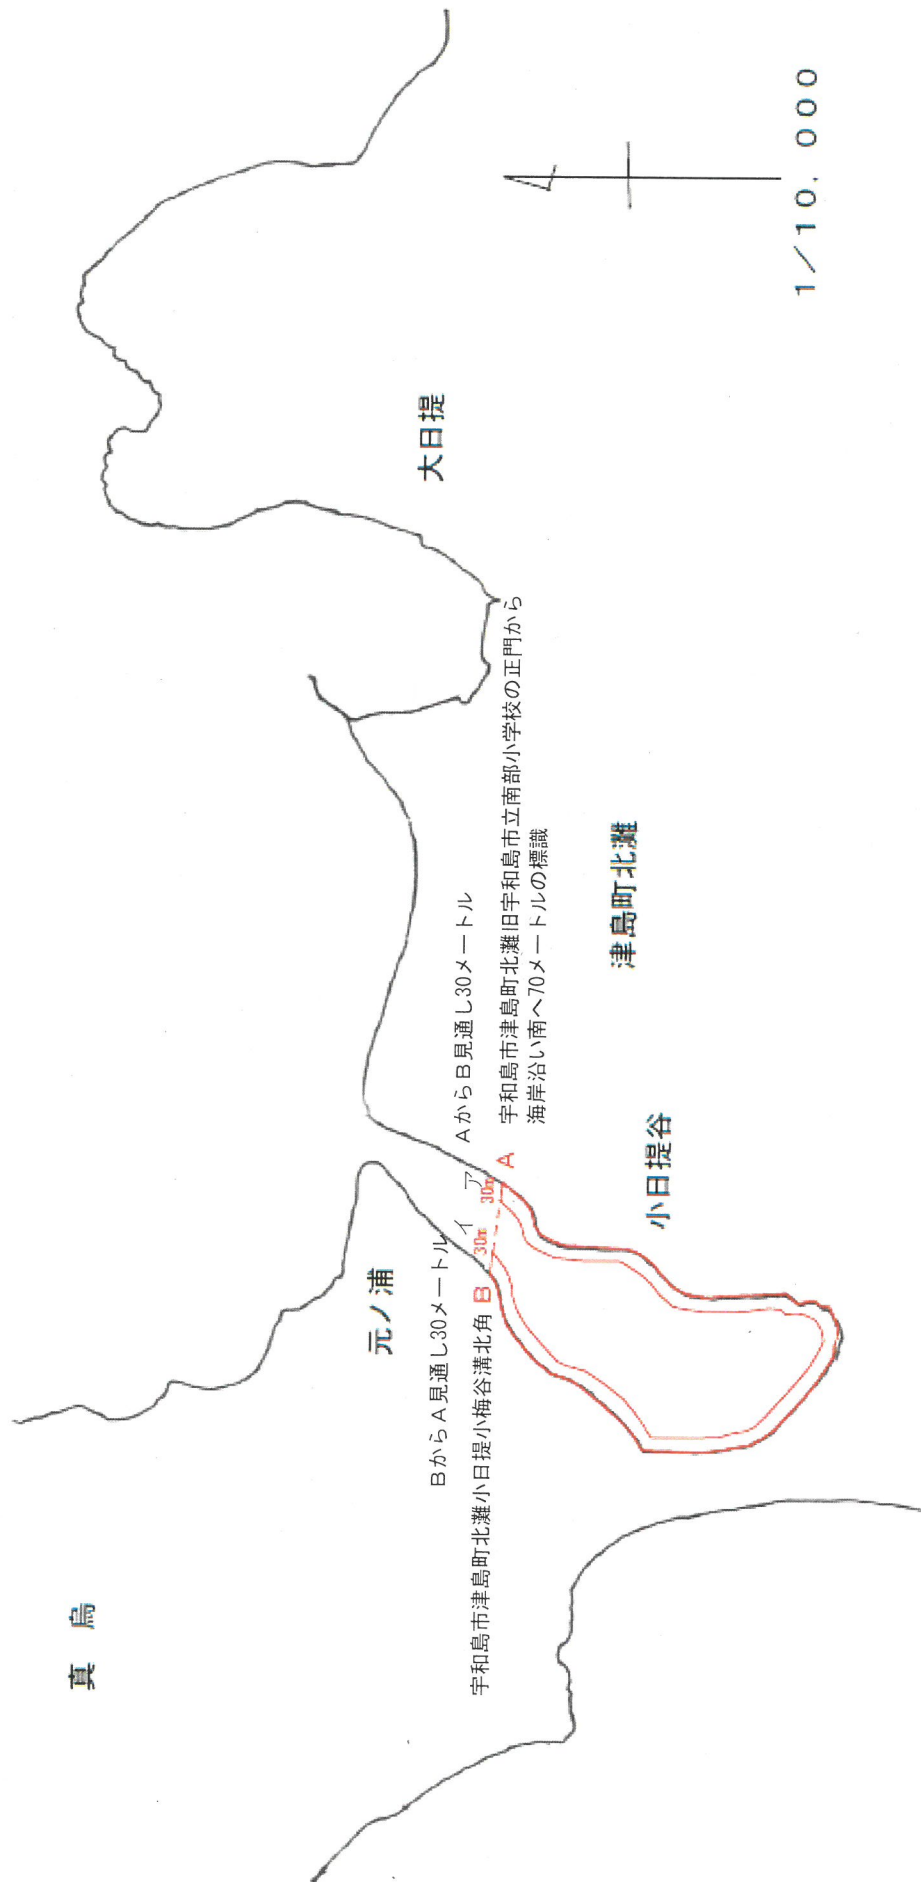 真鳥
元ノ浦
大日提
BからA見通し30メートル
AからB見通し30メートル
イ
ア
30m
30m
宇和島市津島町北灘小日提小梅谷溝北角
B
A
宇和島市津島町北灘旧宇和島市立南部小学校の正門から
海岸沿い南へ70メートルの標識
津島町北灘
小日提谷
1/10.000